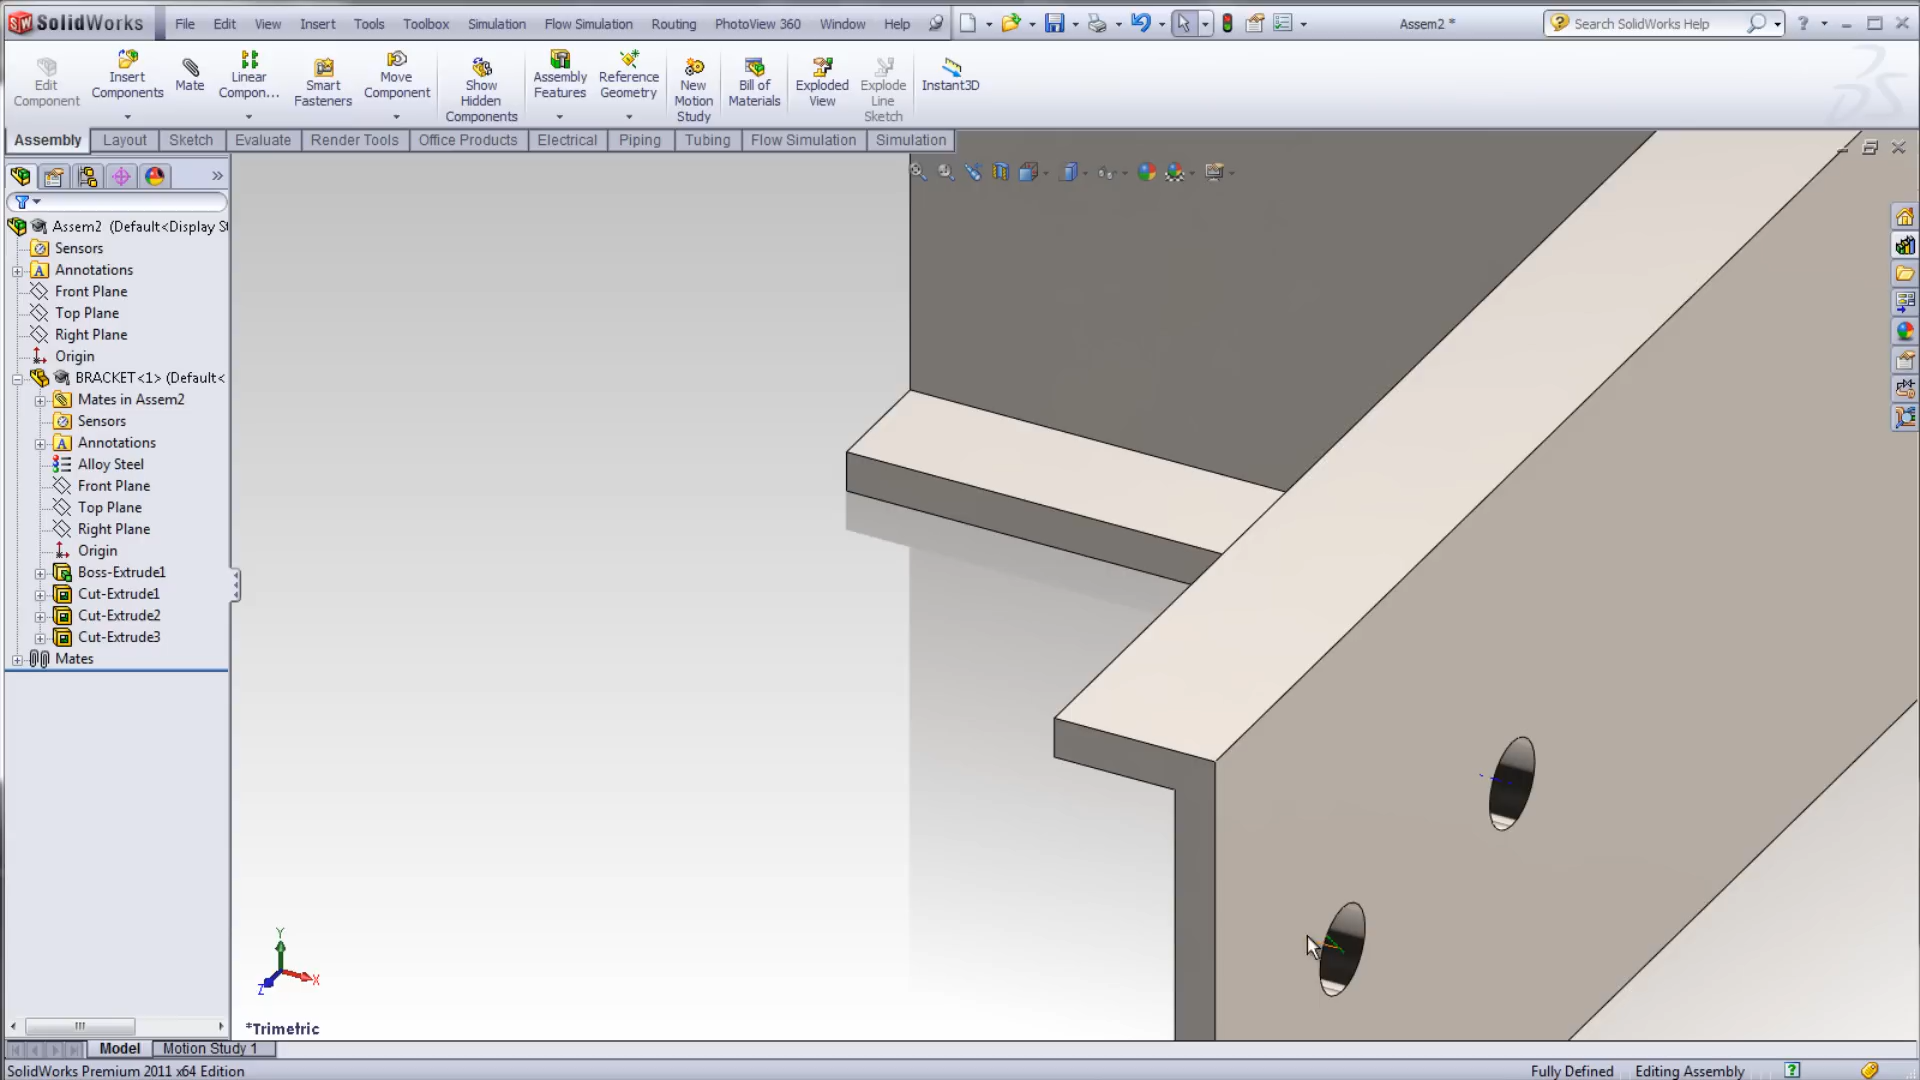 SolidWorks File Edit View Insert Tools Toolbox Simulation Flow Simulation Routing PhotoView 360 Window Help Assem2 * Search SolidWorks Help ?
Edit Component
Insert Components
Mate
Linear Compon...
Smart Fasteners
Move Component
Show Hidden Components
Assembly Features
Reference Geometry
New Motion Study
Bill of Materials
Exploded View
Explode Line Sketch
Instant3D
Assembly Layout Sketch Evaluate Render Tools Office Products Electrical Piping Tubing Flow Simulation Simulation
»
Assem2 (Default<Display St
Sensors
Annotations
Front Plane
Top Plane
Right Plane
Origin
BRACKET<1> (Default<
Mates in Assem2
Sensors
Annotations
Alloy Steel
Front Plane
Top Plane
Right Plane
Origin
Boss-Extrude1
Cut-Extrude1
Cut-Extrude2
Cut-Extrude3
Mates
Y
X
Z
*Trimetric
Model Motion Study 1
SolidWorks Premium 2011 x64 Edition Fully Defined Editing Assembly ?